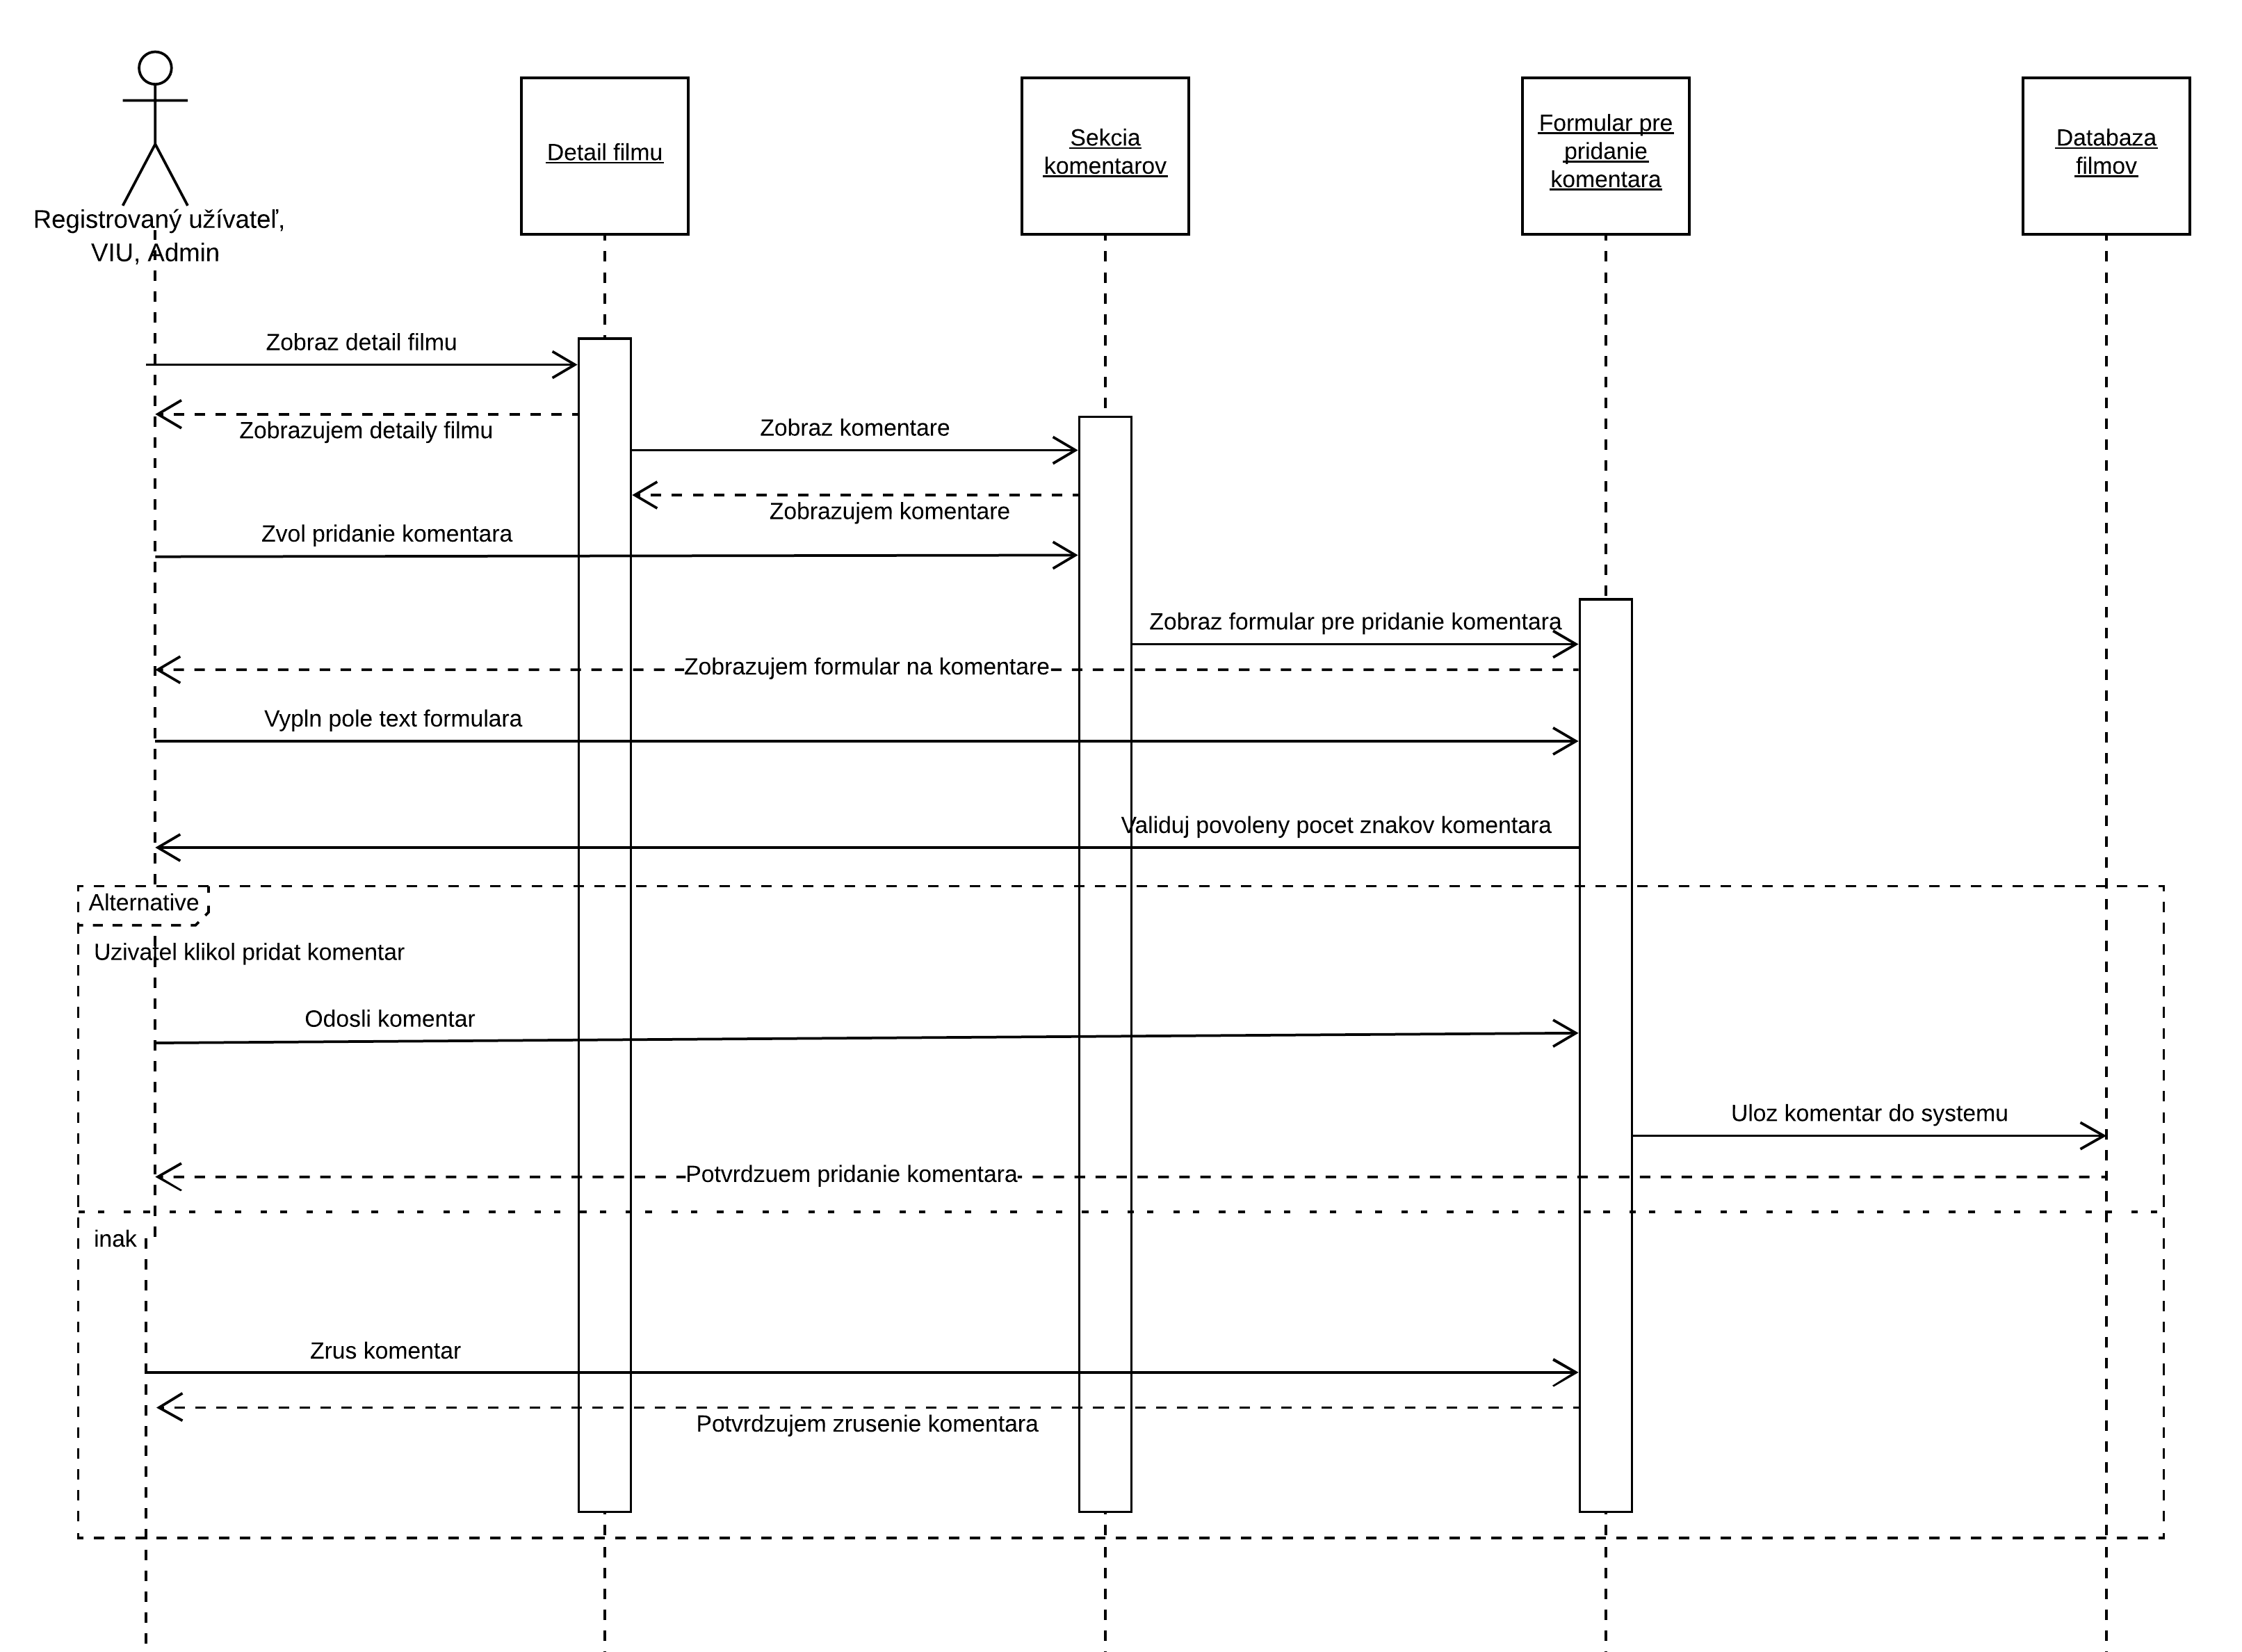 Registrovaný užívateľ,
VIU, Admin
Detail filmu
Sekcia
komentarov
Formular pre
pridanie
komentara
Databaza
filmov
Zobraz detail filmu
Zobrazujem detaily filmu
Zobraz komentare
Zobrazujem komentare
Zvol pridanie komentara
Zobraz formular pre pridanie komentara
Zobrazujem formular na komentare
Vypln pole text formulara
Validuj povoleny pocet znakov komentara
Alternative
Uzivatel klikol pridat komentar
Odosli komentar
Uloz komentar do systemu
Potvrdzuem pridanie komentara
inak
Zrus komentar
Potvrdzujem zrusenie komentara